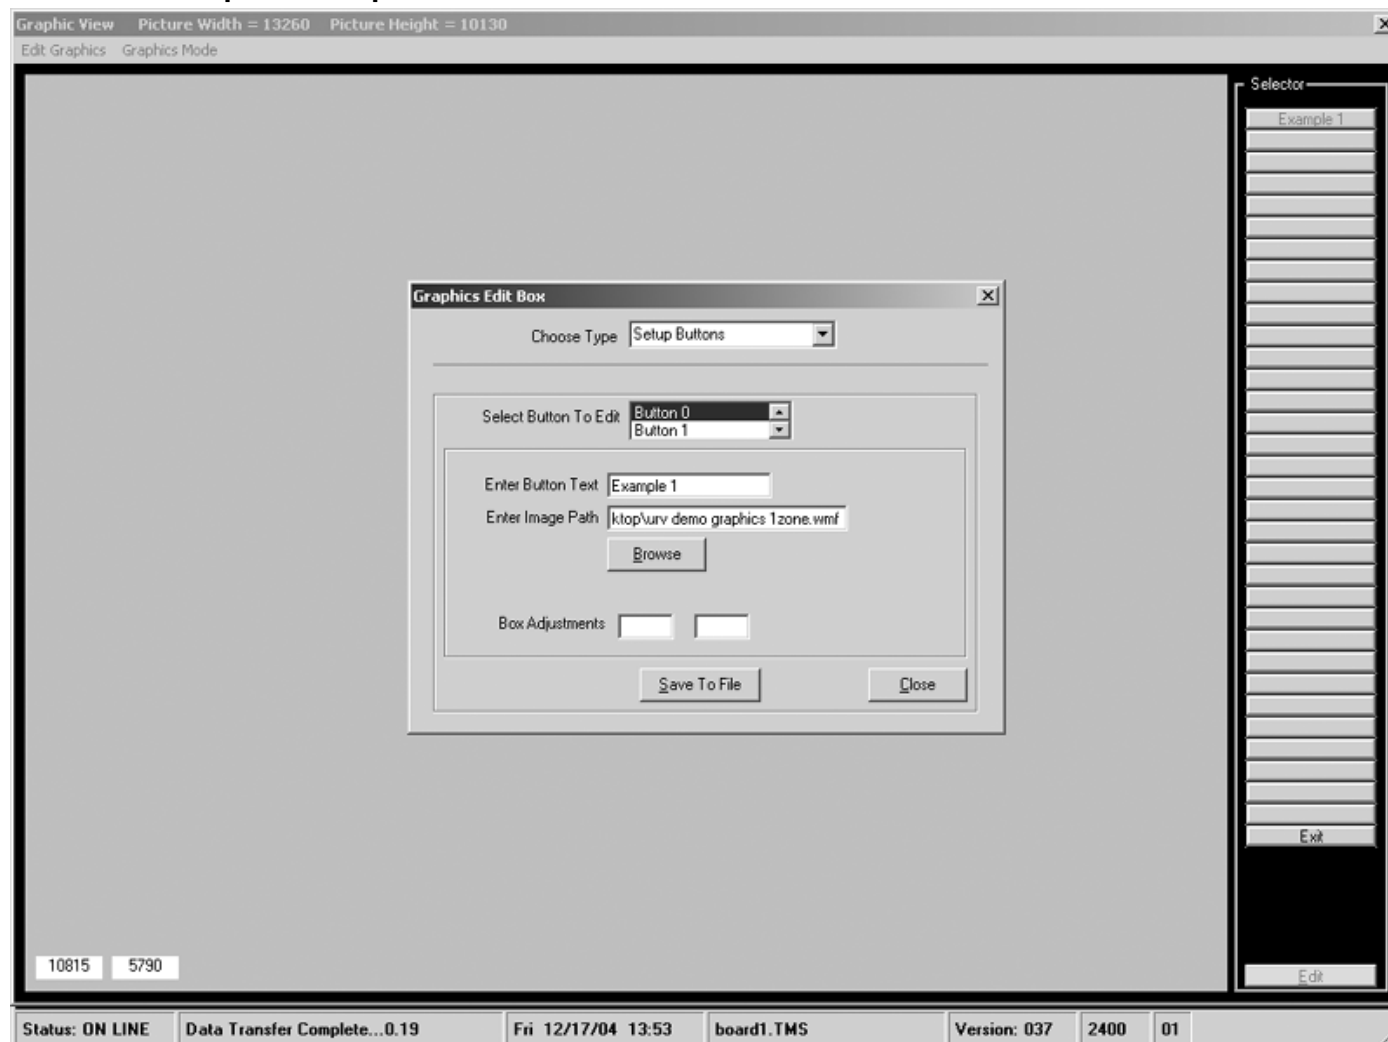 Graphic View Picture Width = 13260 Picture Height = 10130
Edit Graphics Graphics Mode
Selector
Example 1
Graphics Edit Box
Choose Type Setup Buttons
Select Button To Edit Button 0
Button 1
Enter Button Text Example 1
Enter Image Path ktop\urv demo graphics 1zone.wmf
Browse
Box Adjustments
Save To File Close
Exit
10815 5790
Edit
Status: ON LINE Data Transfer Complete...0.19 Fri 12/17/04 13:53 board1.TMS Version: 037 2400 01